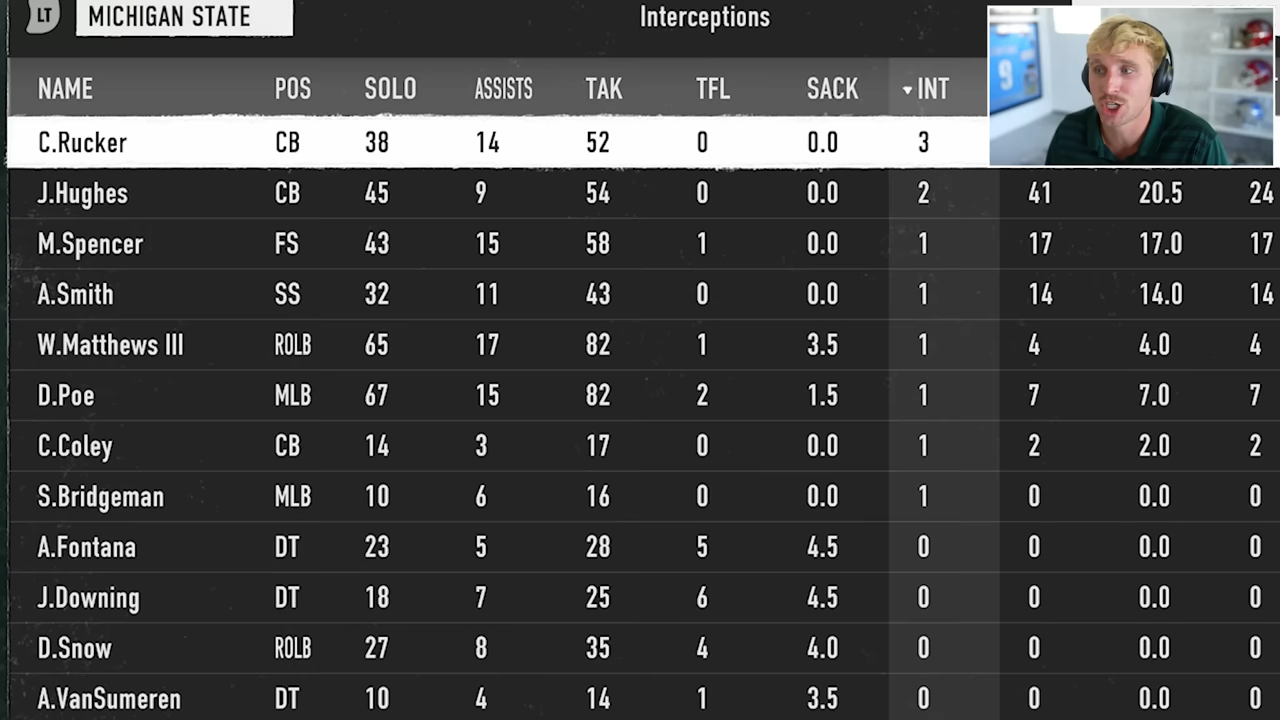 LT MICHIGAN STATE Interceptions
NAME POS SOLO ASSISTS TAK TFL SACK INT
C.Rucker CB 38 14 52 0 0.0 3
J.Hughes CB 45 9 54 0 0.0 2 41 20.5 24
M.Spencer FS 43 15 58 1 0.0 1 17 17.0 17
A.Smith SS 32 11 43 0 0.0 1 14 14.0 14
W.Matthews III ROLB 65 17 82 1 3.5 1 4 4.0 4
D.Poe MLB 67 15 82 2 1.5 1 7 7.0 7
C.Coley CB 14 3 17 0 0.0 1 2 2.0 2
S.Bridgeman MLB 10 6 16 0 0.0 1 0 0.0 0
A.Fontana DT 23 5 28 5 4.5 0 0 0.0 0
J.Downing DT 18 7 25 6 4.5 0 0 0.0 0
D.Snow ROLB 27 8 35 4 4.0 0 0 0.0 0
A.VanSumeren DT 10 4 14 1 3.5 0 0 0.0 0
9